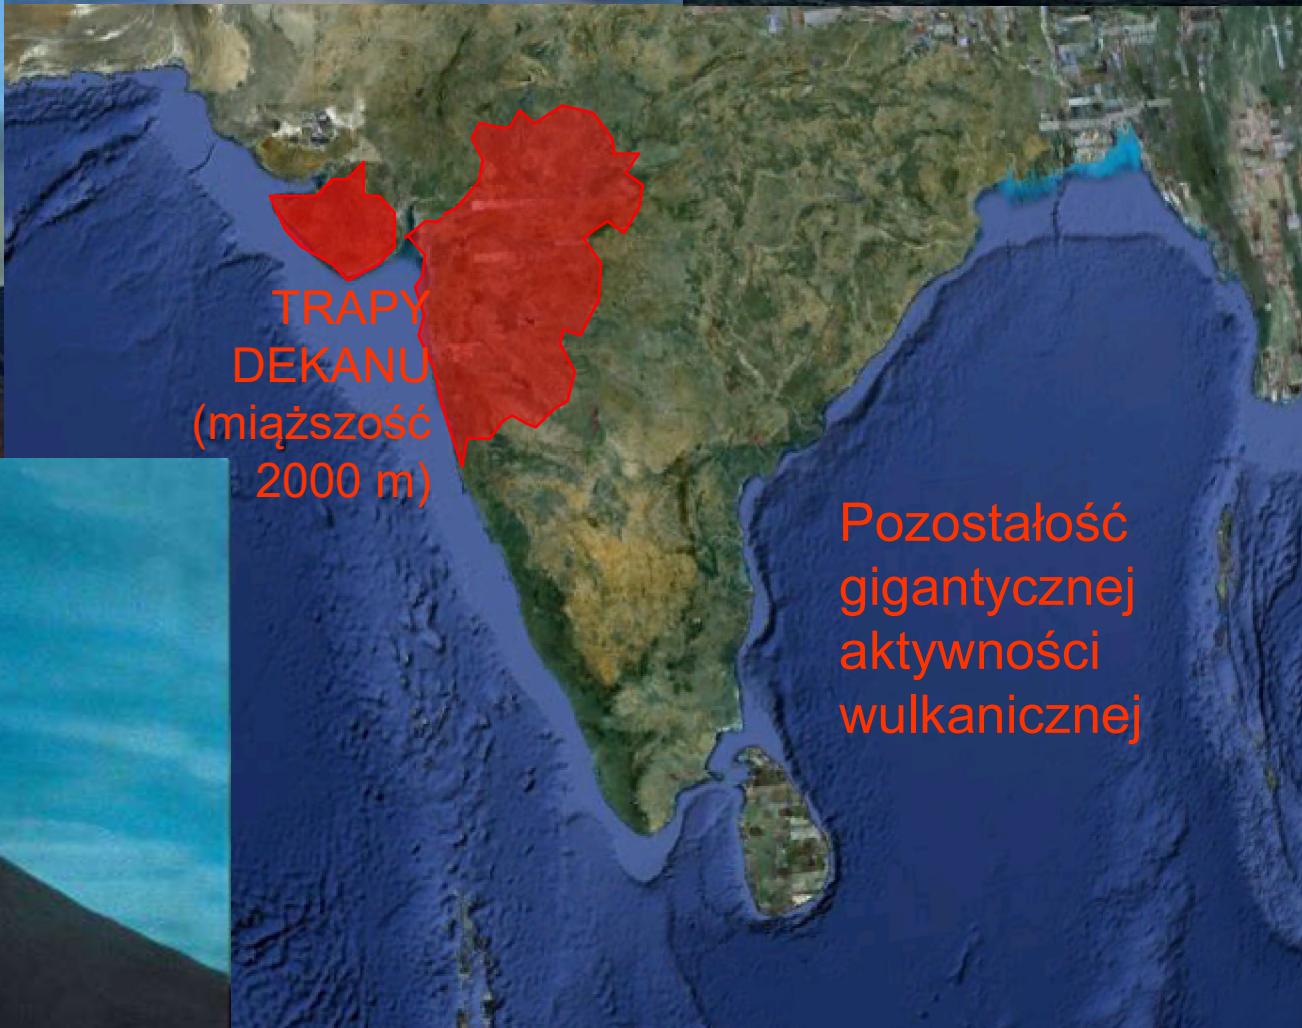 TRAPY
DEKANU
(miąższość
2000 m)
Pozostałość
gigantycznej
aktywności
wulkanicznej